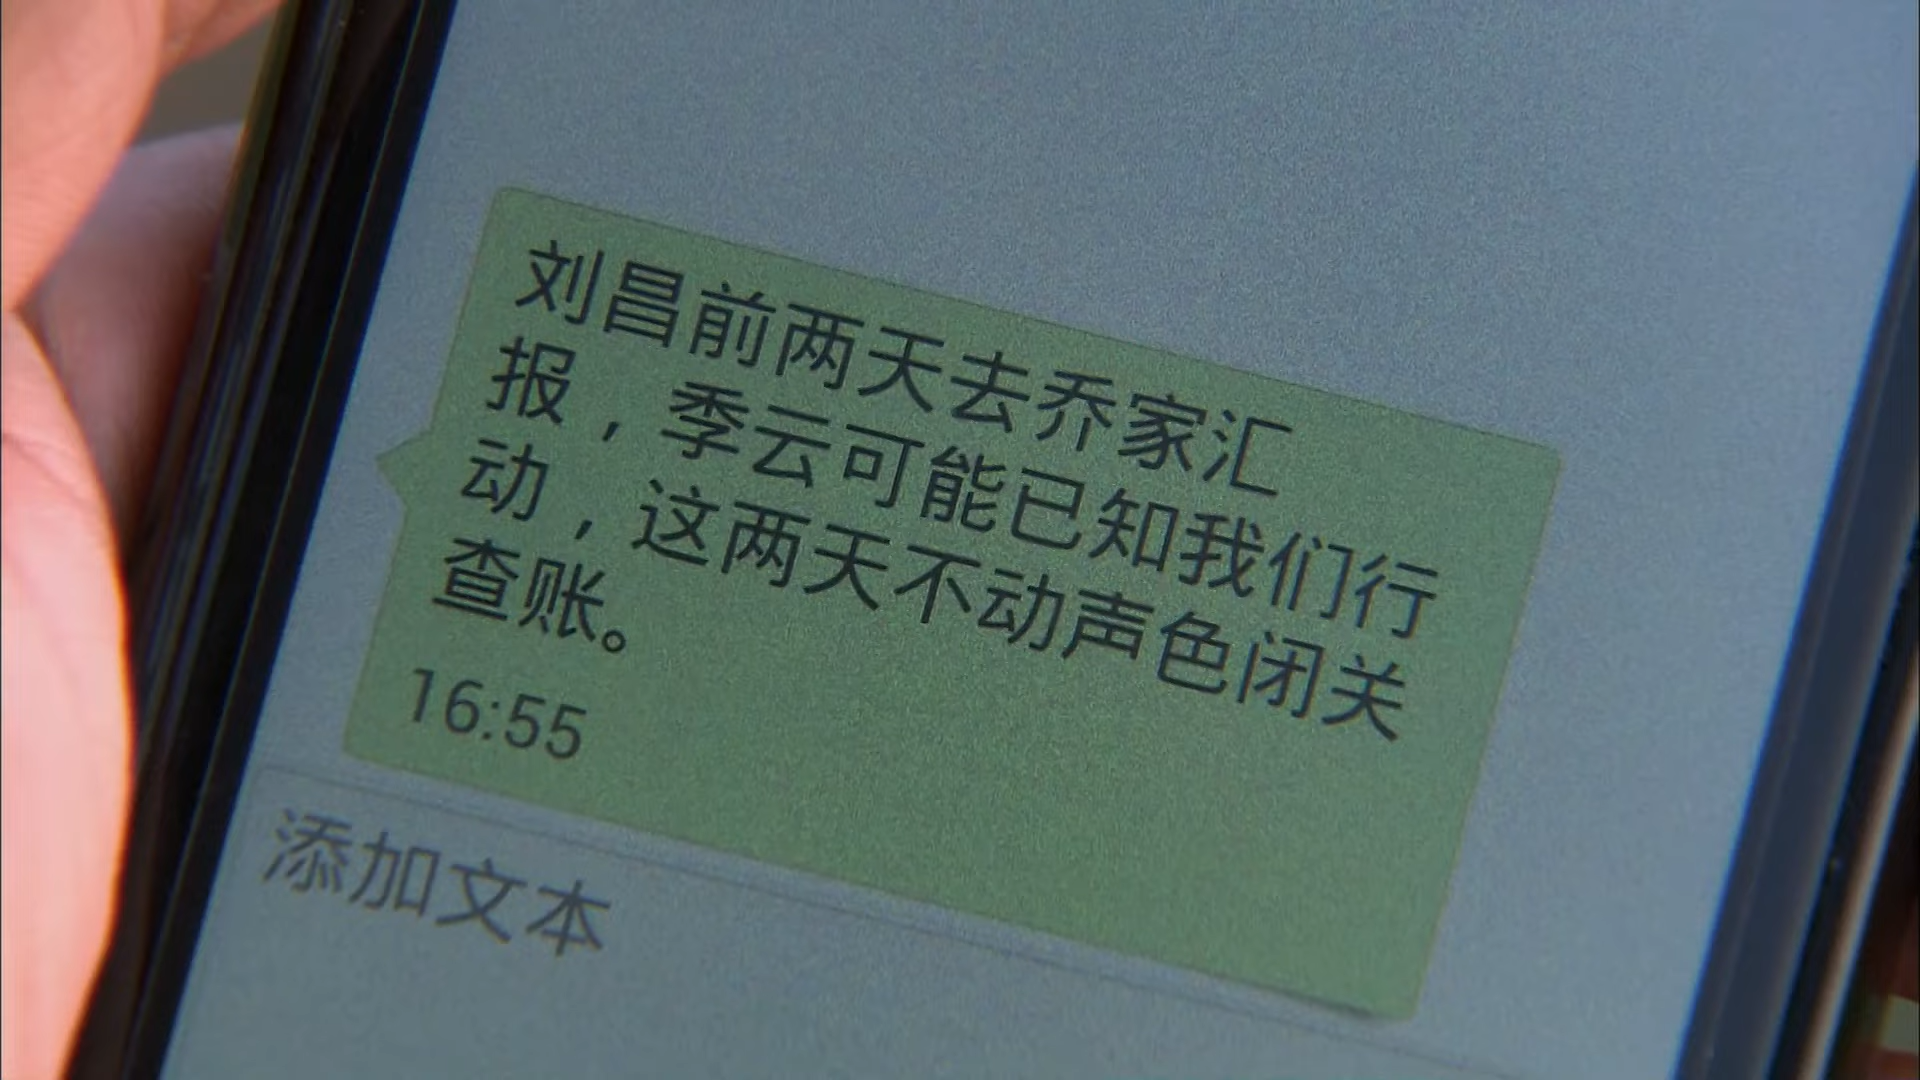 刘昌前两天去乔家汇
报，季云可能已知我们行
动，这两天不动声色闭关
查账。
16:55
添加文本